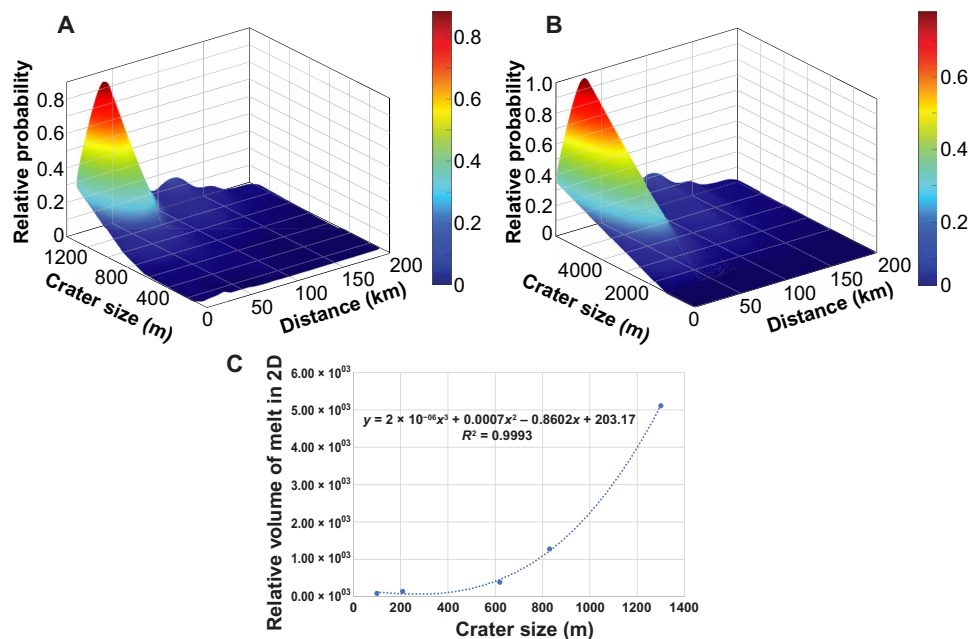 A
Relative probability
0.8
0.6
0.4
0.2
0
1200
800
400
Crater size (m)
0
50
100
150
200
Distance (km)
0.8
0.6
0.4
0.2
0
B
Relative probability
1.0
0.8
0.6
0.4
0.2
0
4000
2000
Crater size (m)
0
50
100
150
200
Distance (km)
0.6
0.4
0.2
0
C
Relative volume of melt in 2D
6.00 × 10⁰³
5.00 × 10⁰³
4.00 × 10⁰³
3.00 × 10⁰³
2.00 × 10⁰³
1.00 × 10⁰³
0.00 × 10⁰³
y = 2 × 10⁻⁰⁶x³ + 0.0007x² – 0.8602x + 203.17
R² = 0.9993
0 200 400 600 800 1000 1200 1400
Crater size (m)